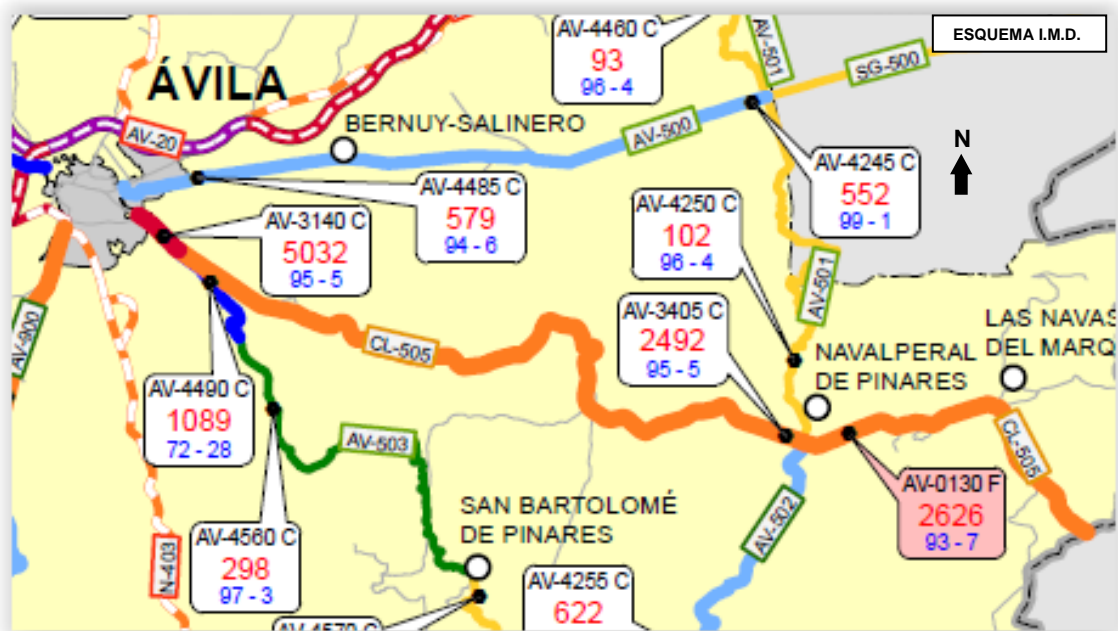 ESQUEMA I.M.D.
AV-4460 C
93
96 - 4
AV-501
SG-500
ÁVILA
AV-20
BERNUY-SALINERO
AV-500
N
AV-4485 C
579
94 - 6
AV-4245 C
552
99 - 1
AV-3140 C
5032
95 - 5
AV-4250 C
102
96 - 4
AV-501
AV-900
CL-505
AV-3405 C
2492
95 - 5
LAS NAVAS
DEL MARQ
NAVALPERAL
DE PINARES
AV-4490 C
1089
72 - 28
AV-503
CL-505
AV-0130 F
2626
93 - 7
SAN BARTOLOMÉ
DE PINARES
AV-502
N-403
AV-4560 C
298
97 - 3
AV-4255 C
622
AV-4570 C